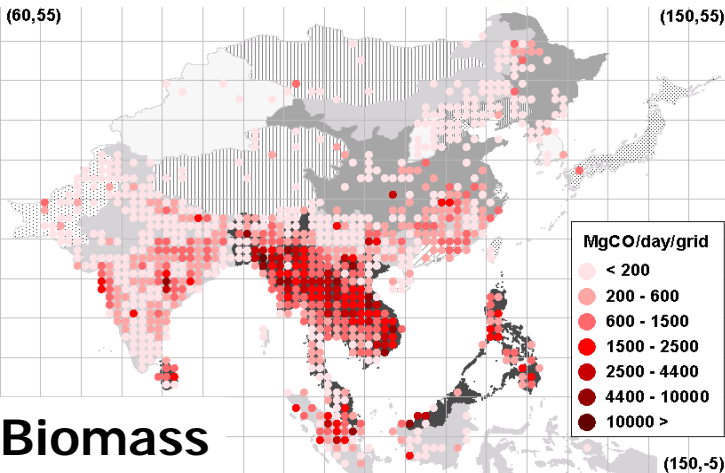 (60,55)
(150,55)
MgCO/day/grid
< 200
200 - 600
600 - 1500
1500 - 2500
2500 - 4400
4400 - 10000
10000 >
Biomass
(150,-5)